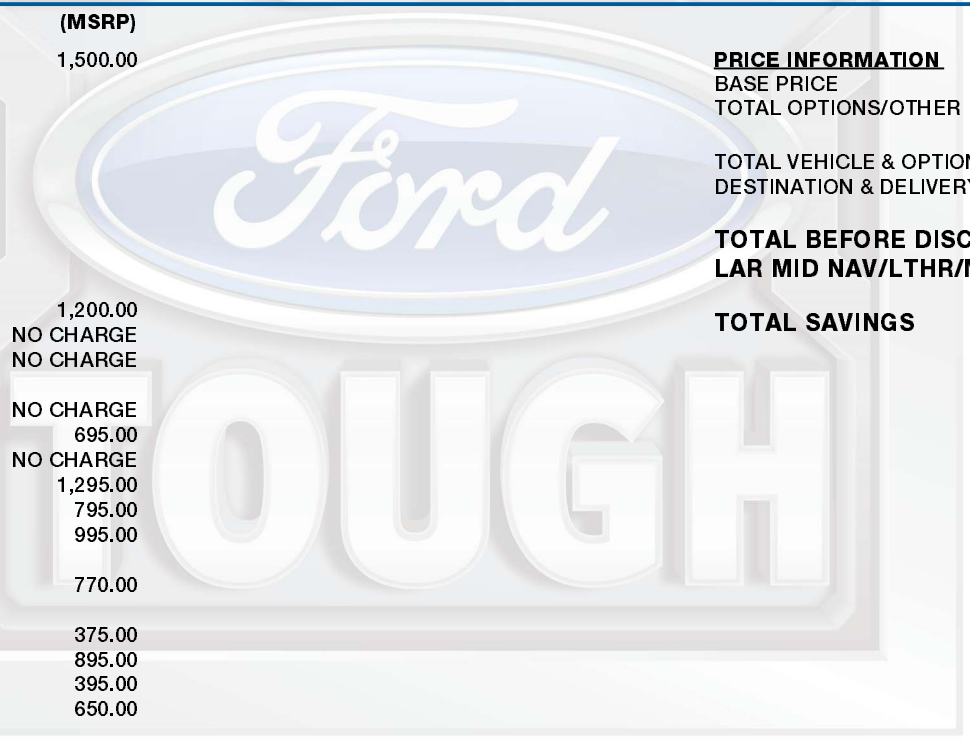 (MSRP)
1,500.00
1,200.00
NO CHARGE
NO CHARGE
NO CHARGE
695.00
NO CHARGE
1,295.00
795.00
995.00
770.00
375.00
895.00
395.00
650.00
Ford
TOUGH
PRICE INFORMATION
BASE PRICE
TOTAL OPTIONS/OTHER
TOTAL VEHICLE & OPTION
DESTINATION & DELIVERY
TOTAL BEFORE DISC
LAR MID NAV/LTHR/
TOTAL SAVINGS